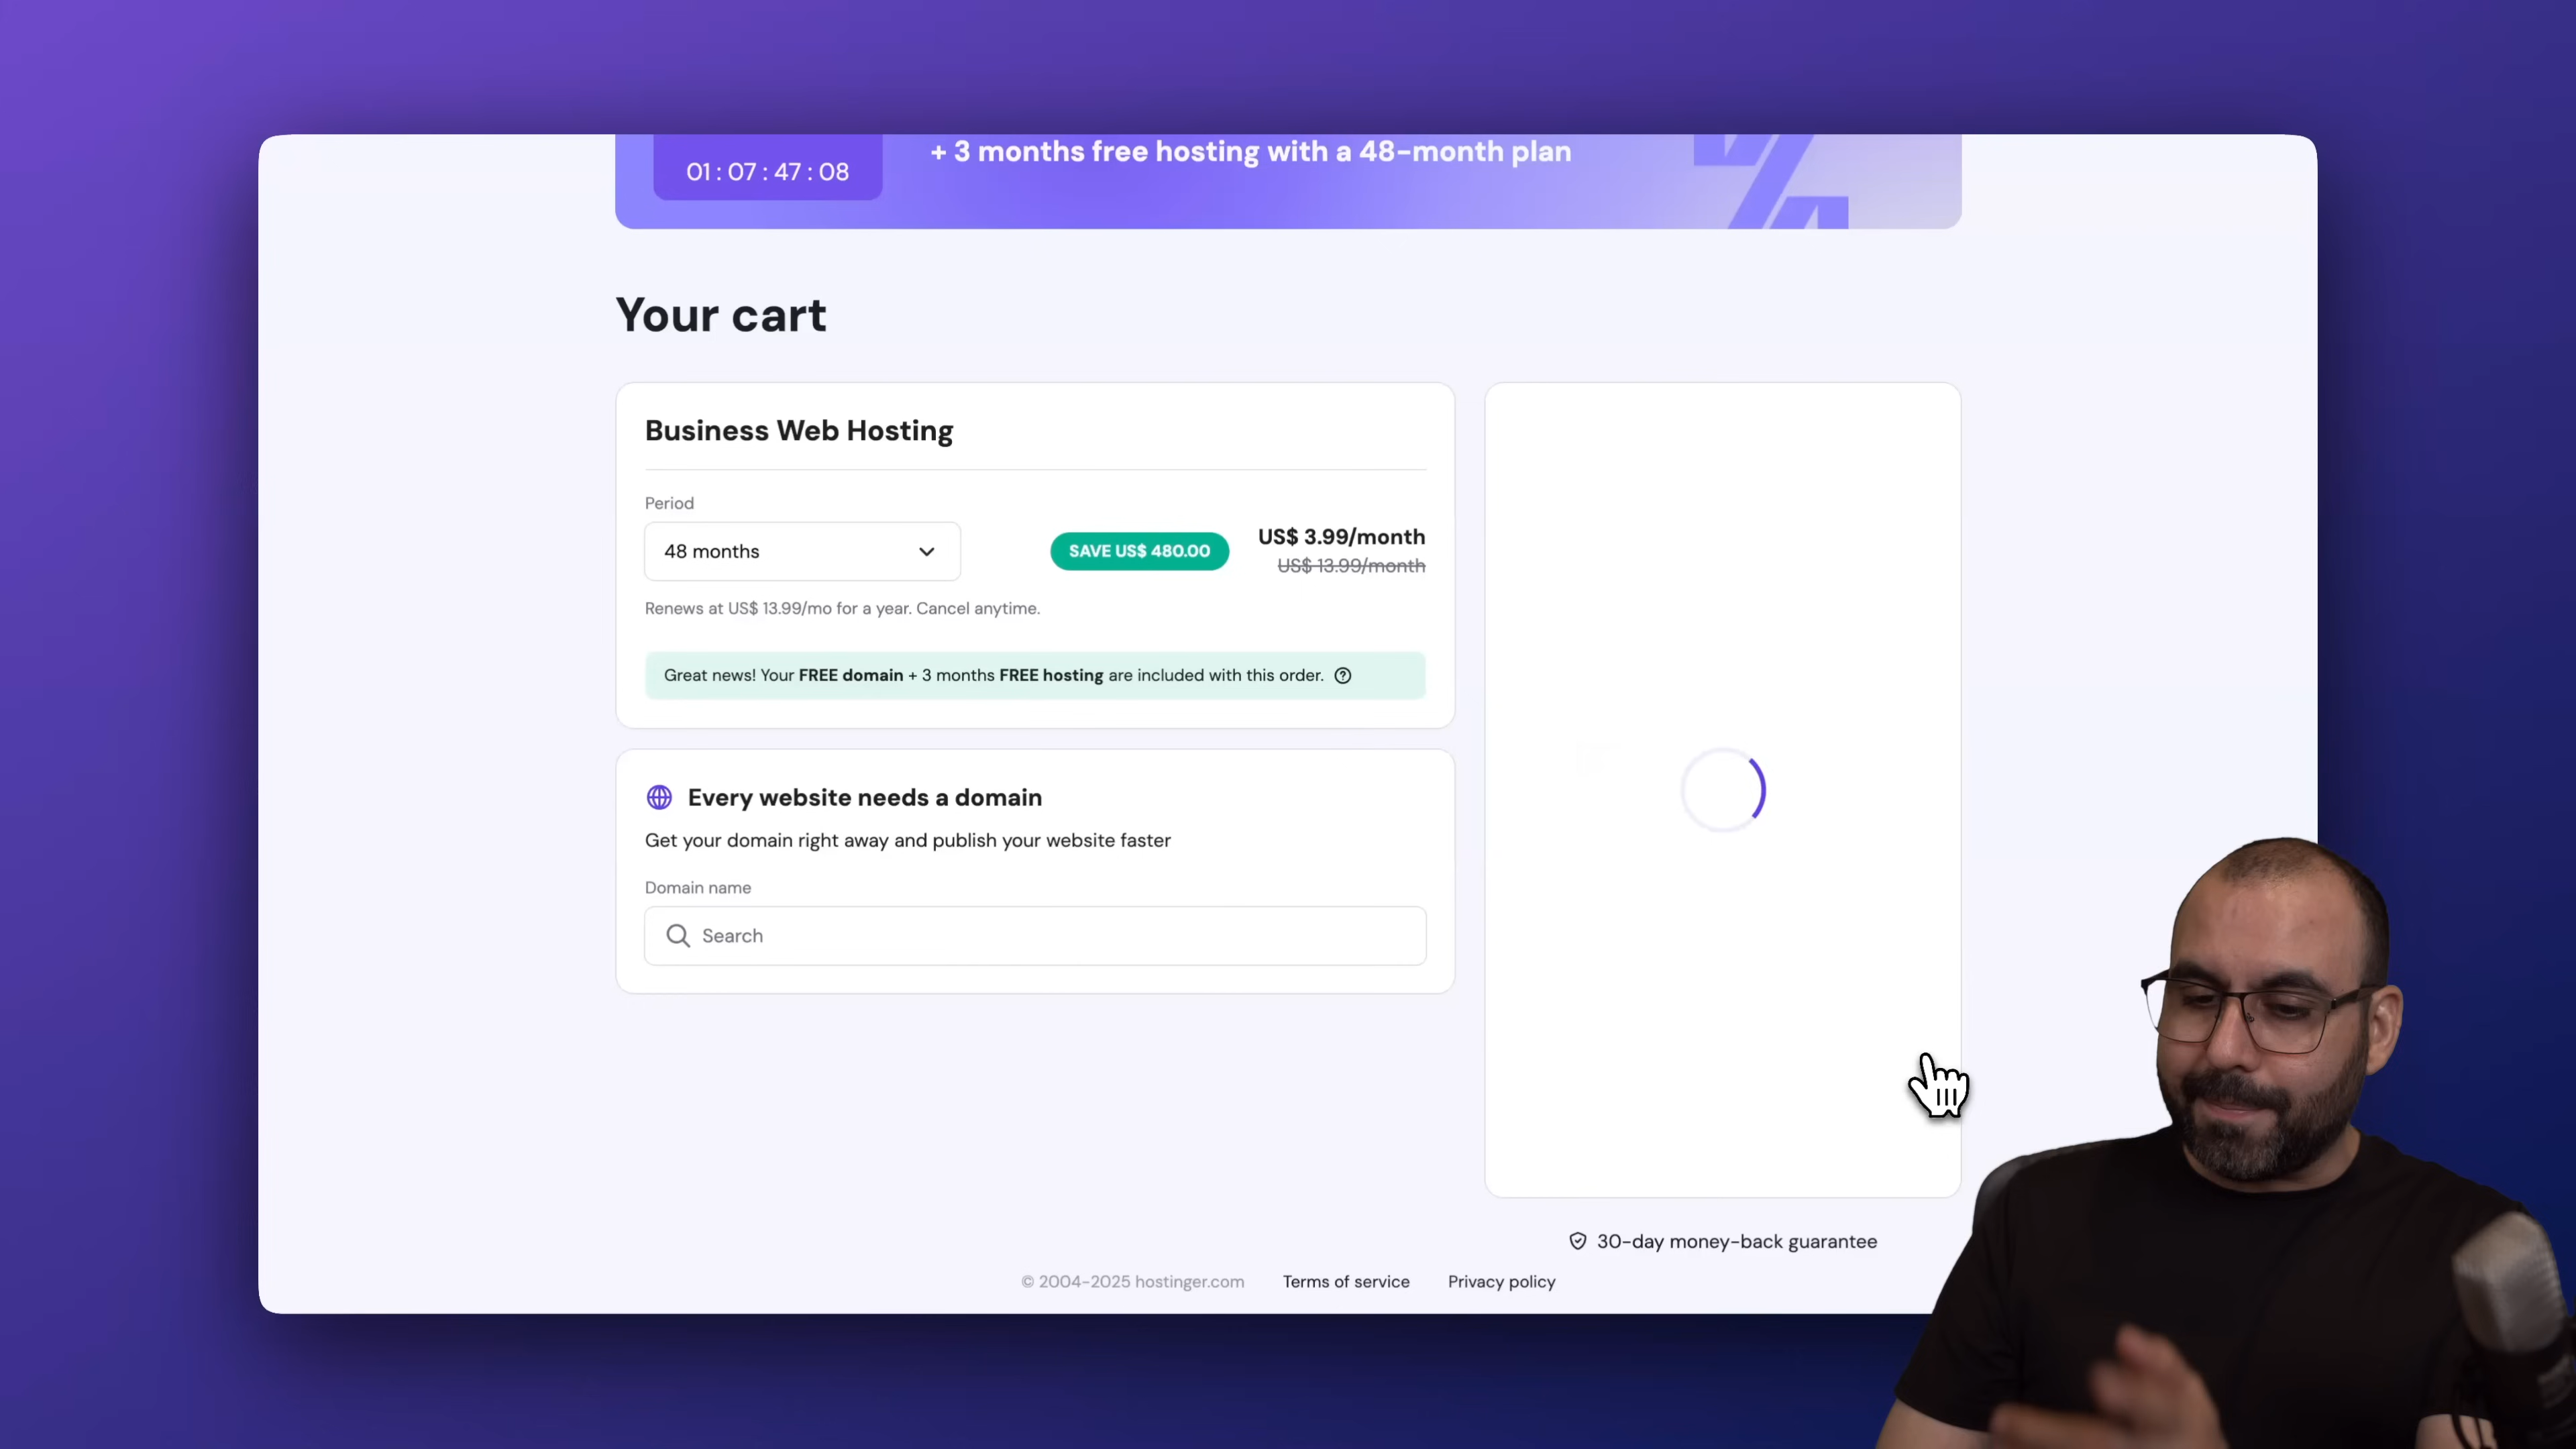 01 : 07 : 47 : 08
+ 3 months free hosting with a 48-month plan
Your cart
Business Web Hosting
Period
48 months
SAVE US$ 480.00
US$ 3.99/month
US$ 13.99/month
Renews at US$ 13.99/mo for a year. Cancel anytime.
Great news! Your FREE domain + 3 months FREE hosting are included with this order.
Every website needs a domain
Get your domain right away and publish your website faster
Domain name
Search
30-day money-back guarantee
© 2004-2025 hostinger.com Terms of service Privacy policy